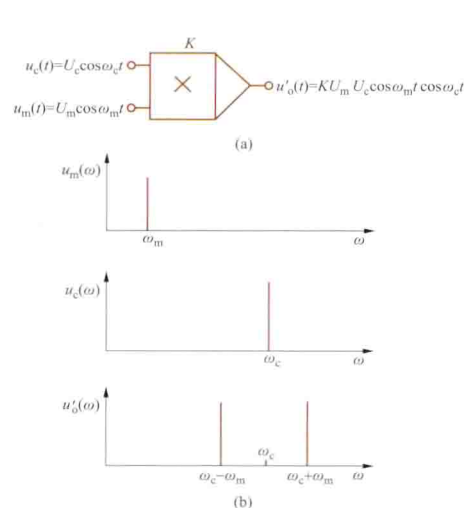 K
u_c(t)=U_c cosω_c t
u'_o(t)=KU_m U_c cosω_m t cosω_c t
u_m(t)=U_m cosω_m t
(a)
u_m(ω)
ω_m ω
u_c(ω)
ω_c ω
u'_o(ω)
ω_c
ω_c−ω_m ω_c+ω_m ω
(b)